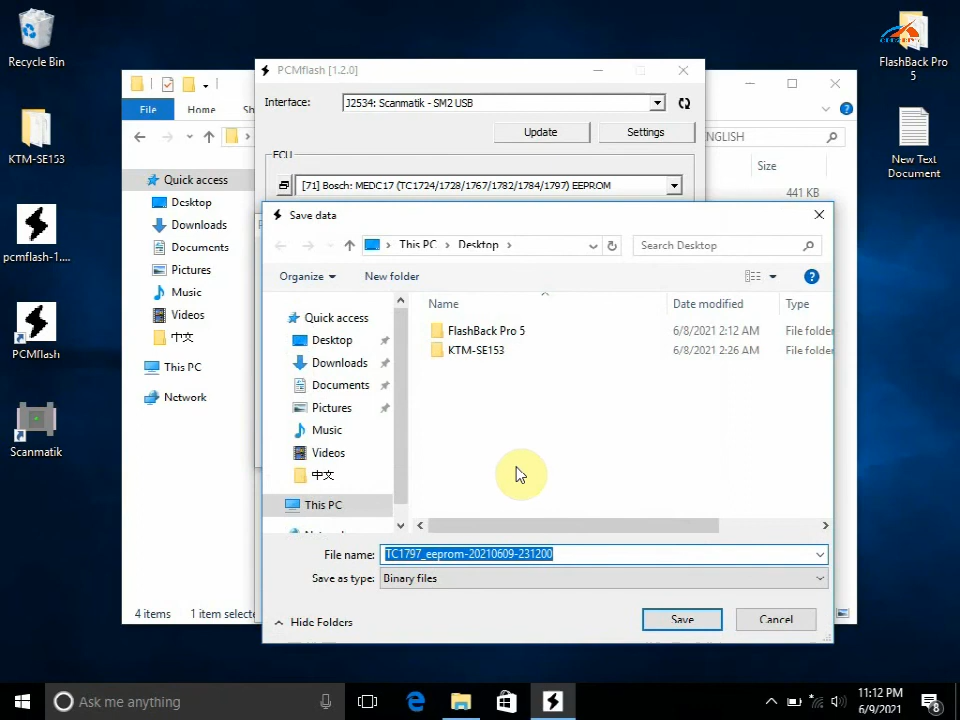 Recycle Bin
KTM-SE153
pcmflash-1....
PCMflash
Scanmatik
FlashBack Pro
5
New Text
Document
File
Home
ENGLISH
Size
441 KB
Quick access
Desktop
Downloads
Documents
Pictures
Music
Videos
中文
This PC
Network
4 items
PCMflash [1.2.0]
Interface:
J2534: Scanmatik - SM2 USB
Update
Settings
ECU
[71] Bosch: MEDC17 (TC1724/1728/1767/1782/1784/1797) EEPROM
Save data
This PC > Desktop >
Search Desktop
Organize
New folder
Name
Date modified
Type
FlashBack Pro 5
6/8/2021 2:12 AM
File folder
KTM-SE153
6/8/2021 2:26 AM
File folder
Quick access
Desktop
Downloads
Documents
Pictures
Music
Videos
中文
This PC
File name:
TC1797_eeprom-20210609-231200
Save as type:
Binary files
Hide Folders
Save
Cancel
Ask me anything
11:12 PM
6/9/2021
8